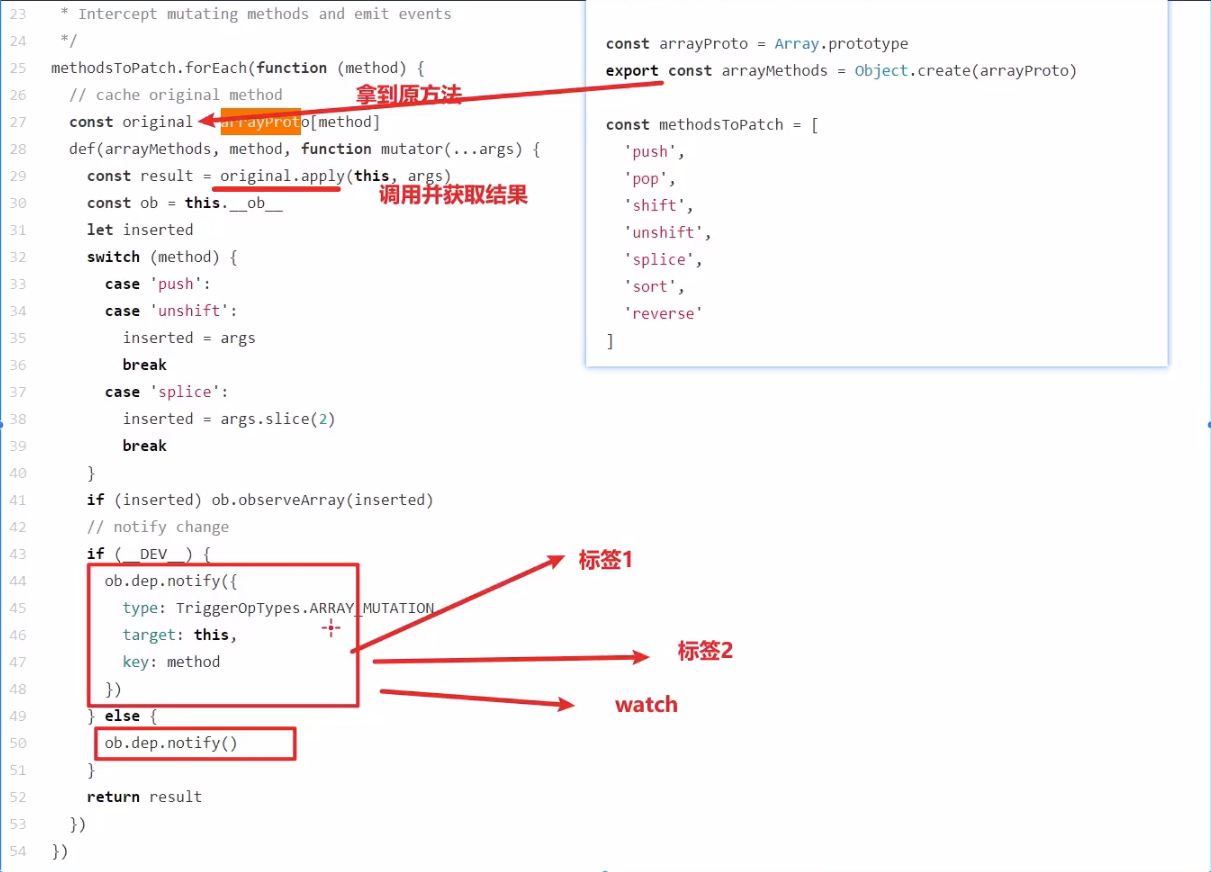 23 * Intercept mutating methods and emit events
24 */
25 methodsToPatch.forEach(function (method) {
26 // cache original method
拿到原方法
27 const original = arrayProto[method]
28 def(arrayMethods, method, function mutator(...args) {
29 const result = original.apply(this, args)
调用并获取结果
30 const ob = this.__ob__
31 let inserted
32 switch (method) {
33 case 'push':
34 case 'unshift':
35 inserted = args
36 break
37 case 'splice':
38 inserted = args.slice(2)
39 break
40 }
41 if (inserted) ob.observeArray(inserted)
42 // notify change
43 if (__DEV__) {
44 ob.dep.notify({
45 type: TriggerOpTypes.ARRAY_MUTATION,
46 target: this,
47 key: method
48 })
49 } else {
50 ob.dep.notify()
51 }
52 return result
53 })
54 })
const arrayProto = Array.prototype
export const arrayMethods = Object.create(arrayProto)
const methodsToPatch = [
'push',
'pop',
'shift',
'unshift',
'splice',
'sort',
'reverse'
]
标签1
标签2
watch